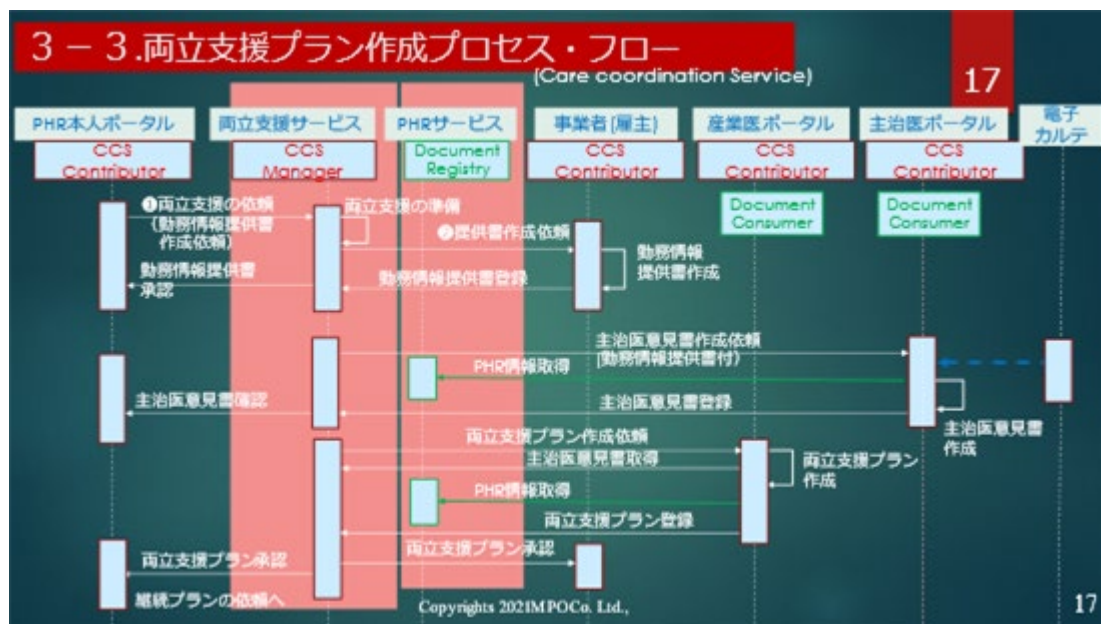 ３－３.両立支援プラン作成プロセス・フロー
(Care coordination Service)
17
PHR本人ポータル
両立支援サービス
PHRサービス
事業者(雇主)
産業医ポータル
主治医ポータル
電子
カルテ
CCS
Contributor
CCS
Manager
Document
Registry
CCS
Contributor
CCS
Contributor
CCS
Contributor
Document
Consumer
Document
Consumer
❶両立支援の依頼
(勤務情報提供書
作成依頼)
両立支援の準備
❷提供書作成依頼
勤務情報
提供書作成
勤務情報提供書
承認
勤務情報提供書登録
主治医意見書作成依頼
(勤務情報提供書付)
PHR情報取得
主治医意見書確認
主治医意見書登録
主治医意見書
作成
両立支援プラン作成依頼
主治医意見書取得
両立支援プラン
作成
PHR情報取得
両立支援プラン登録
両立支援プラン承認
両立支援プラン承認
継続プランの依頼へ
Copyrights 2021MPOCo. Ltd.,
17